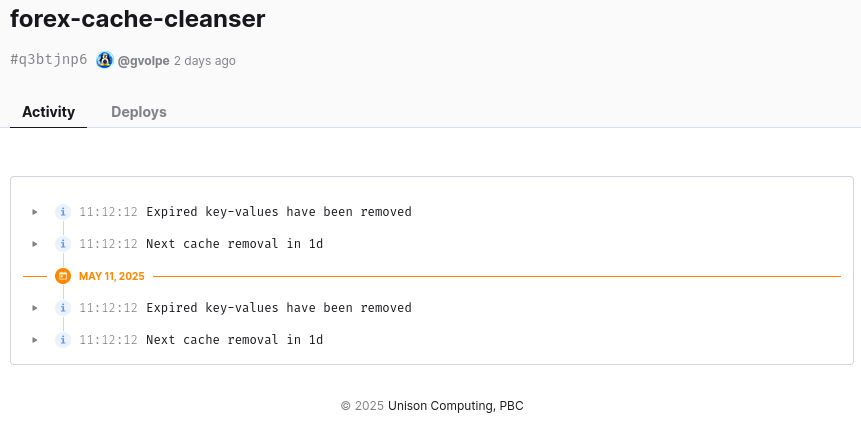 forex-cache-cleanser
#q3btjnp6 @gvolpe 2 days ago
Activity Deploys
11:12:12 Expired key-values have been removed
11:12:12 Next cache removal in 1d
MAY 11, 2025
11:12:12 Expired key-values have been removed
11:12:12 Next cache removal in 1d
© 2025 Unison Computing, PBC